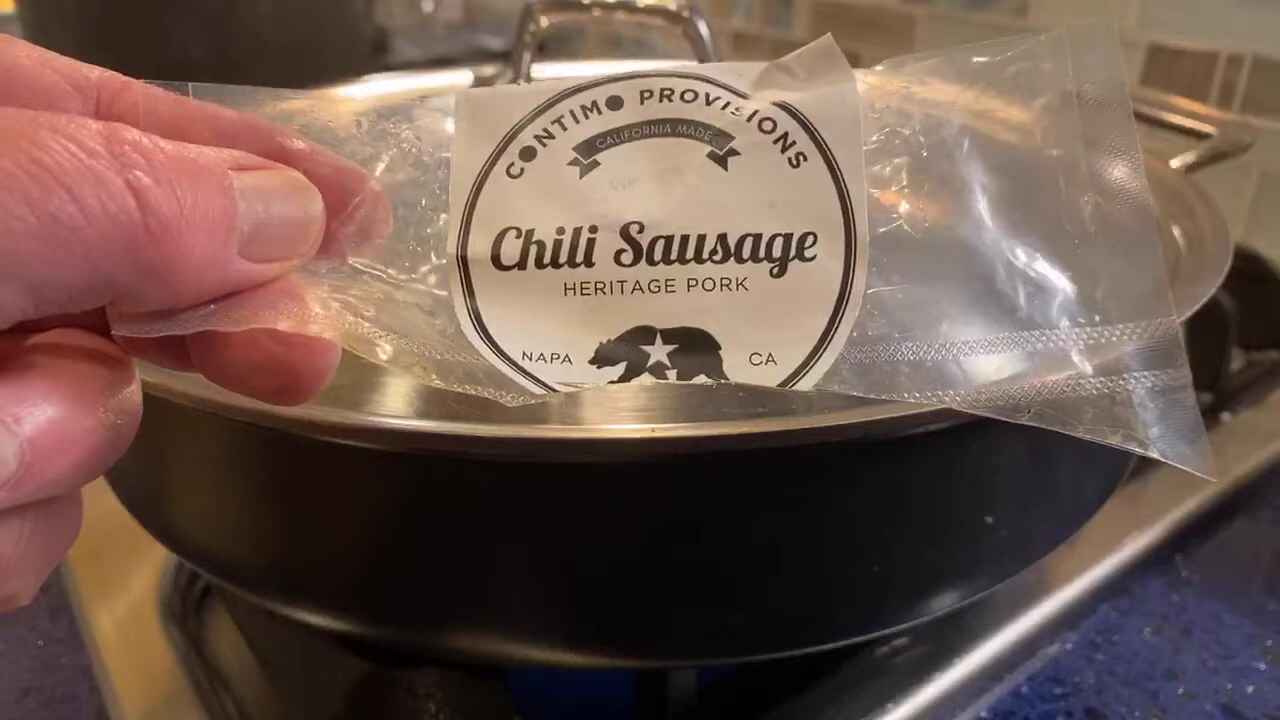 CONTIMO PROVISIONS
CALIFORNIA MADE
Chili Sausage
HERITAGE PORK
NAPA CA